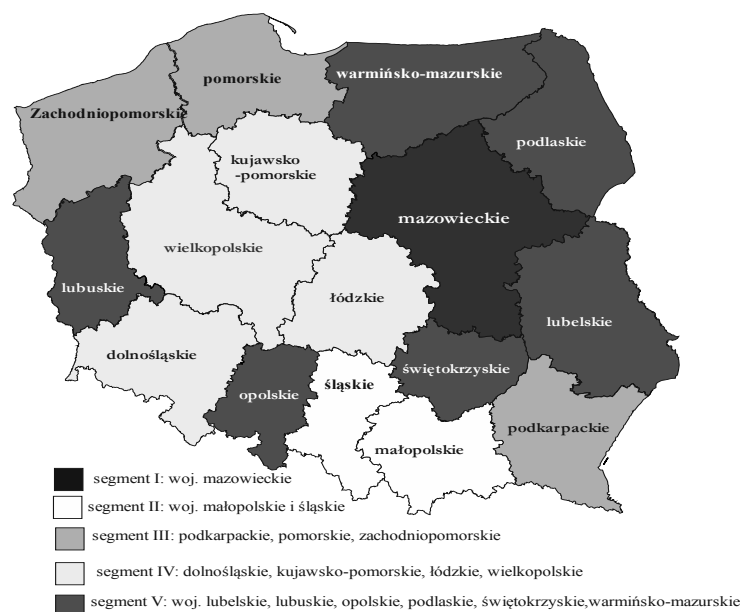 pomorskie
warmińsko-mazurskie
Zachodniopomorskie
podlaskie
kujawsko
-pomorskie
mazowieckie
wielkopolskie
lubuskie
łódzkie
lubelskie
dolnośląskie
świętokrzyskie
opolskie
śląskie
podkarpackie
małopolskie
segment I: woj. mazowieckie
segment II: woj. małopolskie i śląskie
segment III: podkarpackie, pomorskie, zachodniopomorskie
segment IV: dolnośląskie, kujawsko-pomorskie, łódzkie, wielkopolskie
segment V: woj. lubelskie, lubuskie, opolskie, podlaskie, świętokrzyskie,warmińsko-mazurskie